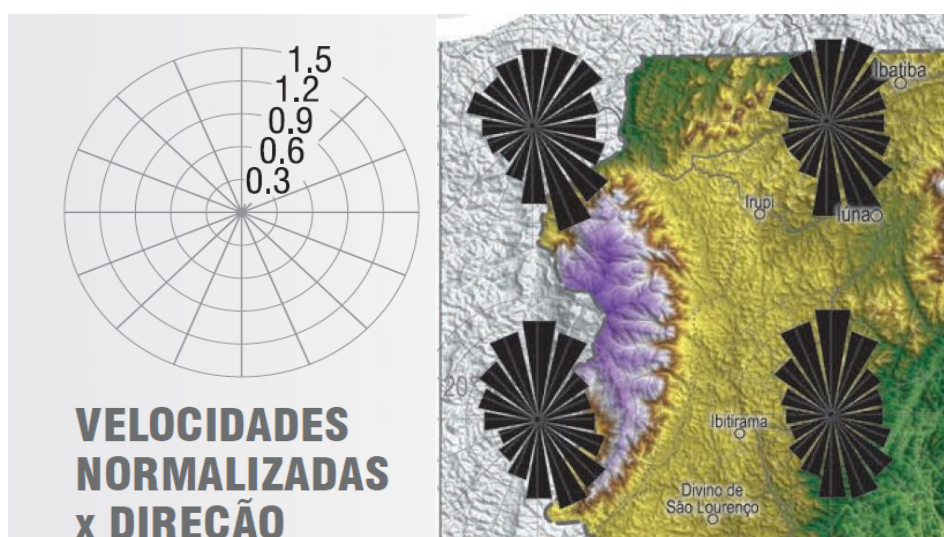 1.5
1.2
0.9
0.6
0.3
VELOCIDADES
NORMALIZADAS
x DIREÇÃO
Ibatiba
Irupi
Iúna
20°
Ibitirama
Divino de
São Lourenço